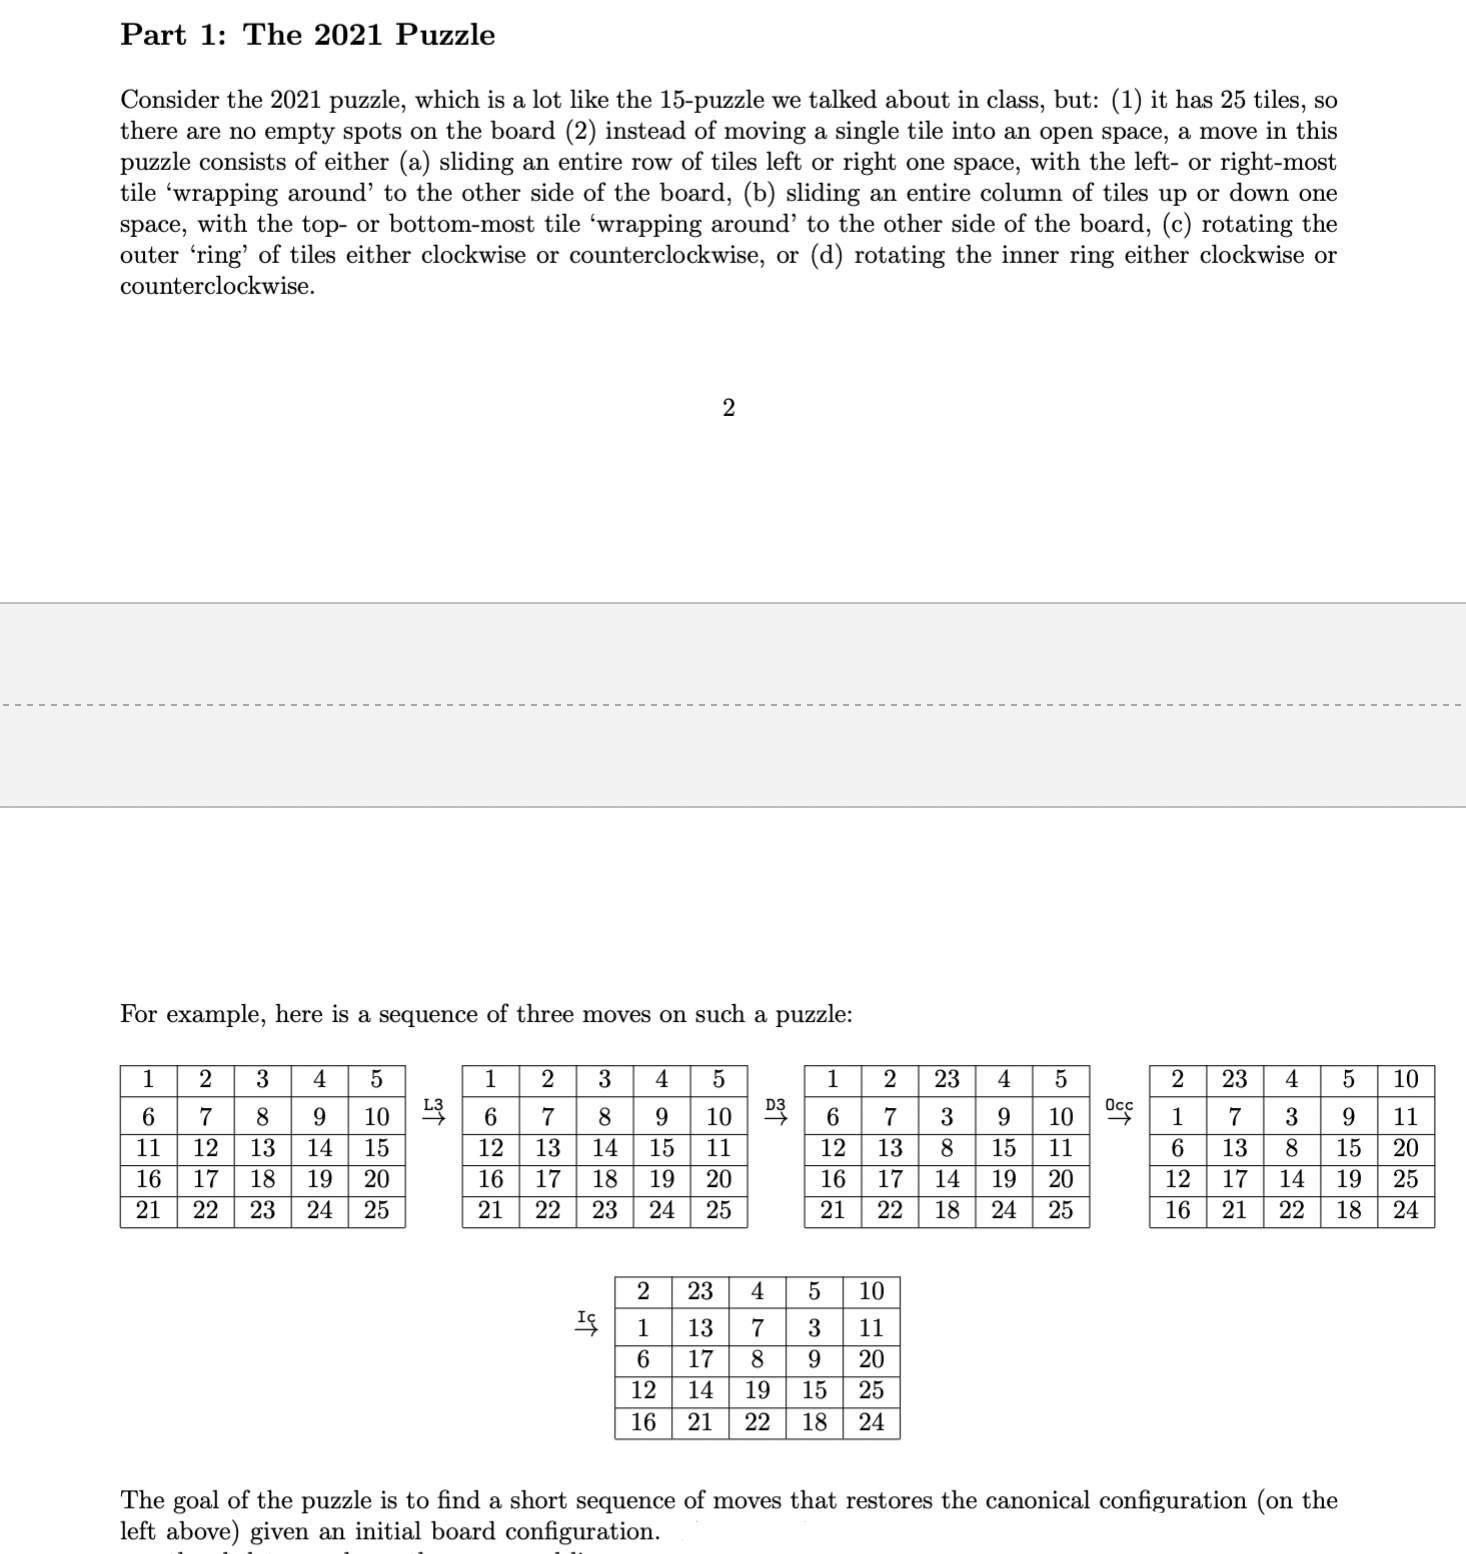 Part 1: The 2021 Puzzle
Consider the 2021 puzzle, which is a lot like the 15-puzzle we talked about in class, but: (1) it has 25 tiles, so
there are no empty spots on the board (2) instead of moving a single tile into an open space, a move in this
puzzle consists of either (a) sliding an entire row of tiles left or right one space, with the left- or right-most
tile ‘wrapping around’ to the other side of the board, (b) sliding an entire column of tiles up or down one
space, with the top- or bottom-most tile ‘wrapping around’ to the other side of the board, (c) rotating the
outer ‘ring’ of tiles either clockwise or counterclockwise, or (d) rotating the inner ring either clockwise or
counterclockwise.
2
For example, here is a sequence of three moves on such a puzzle:
1 2 3 4 5
6 7 8 9 10
11 12 13 14 15
16 17 18 19 20
21 22 23 24 25
L3
→
1 2 3 4 5
6 7 8 9 10
12 13 14 15 11
16 17 18 19 20
21 22 23 24 25
D3
→
1 2 23 4 5
6 7 3 9 10
12 13 8 15 11
16 17 14 19 20
21 22 18 24 25
Occ
→
2 23 4 5 10
1 7 3 9 11
6 13 8 15 20
12 17 14 19 25
16 21 22 18 24
Ic
→
2 23 4 5 10
1 13 7 3 11
6 17 8 9 20
12 14 19 15 25
16 21 22 18 24
The goal of the puzzle is to find a short sequence of moves that restores the canonical configuration (on the
left above) given an initial board configuration.